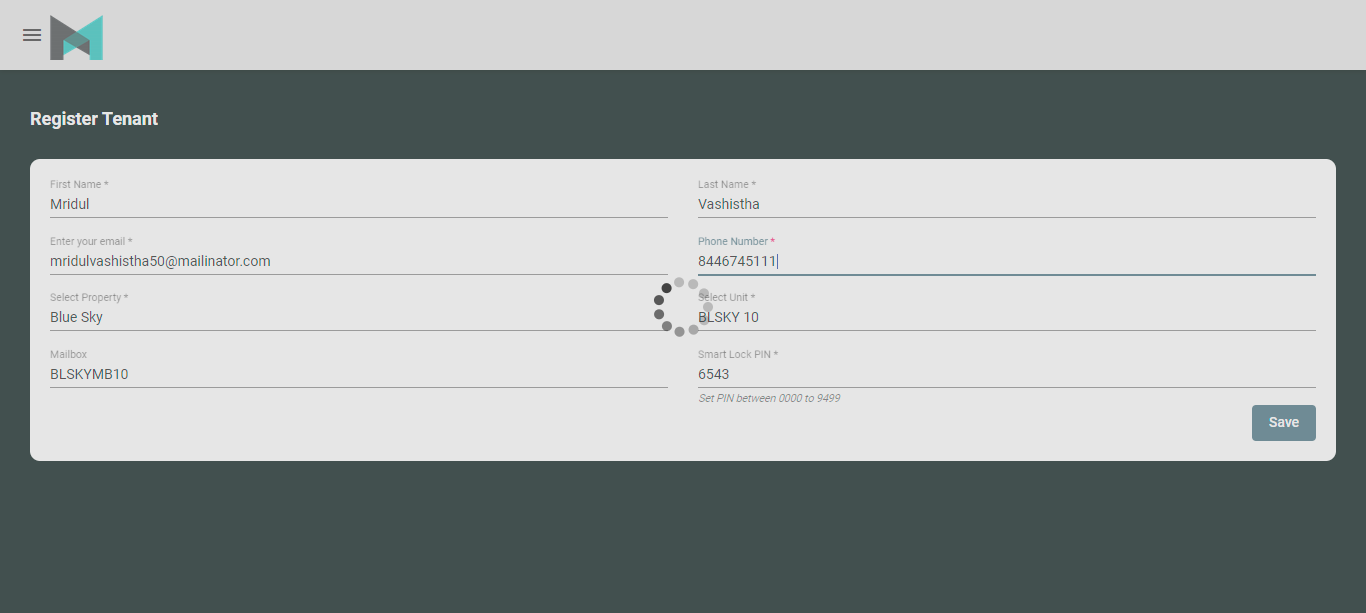 Register Tenant
First Name *
Last Name *
Mridul
Vashistha
Enter your email *
Phone Number *
mridulvashistha50@mailinator.com
8446745111
Select Property *
Select Unit *
Blue Sky
BLSKY 10
Mailbox
Smart Lock PIN *
BLSKYMB10
6543
Set PIN between 0000 to 9499
Save